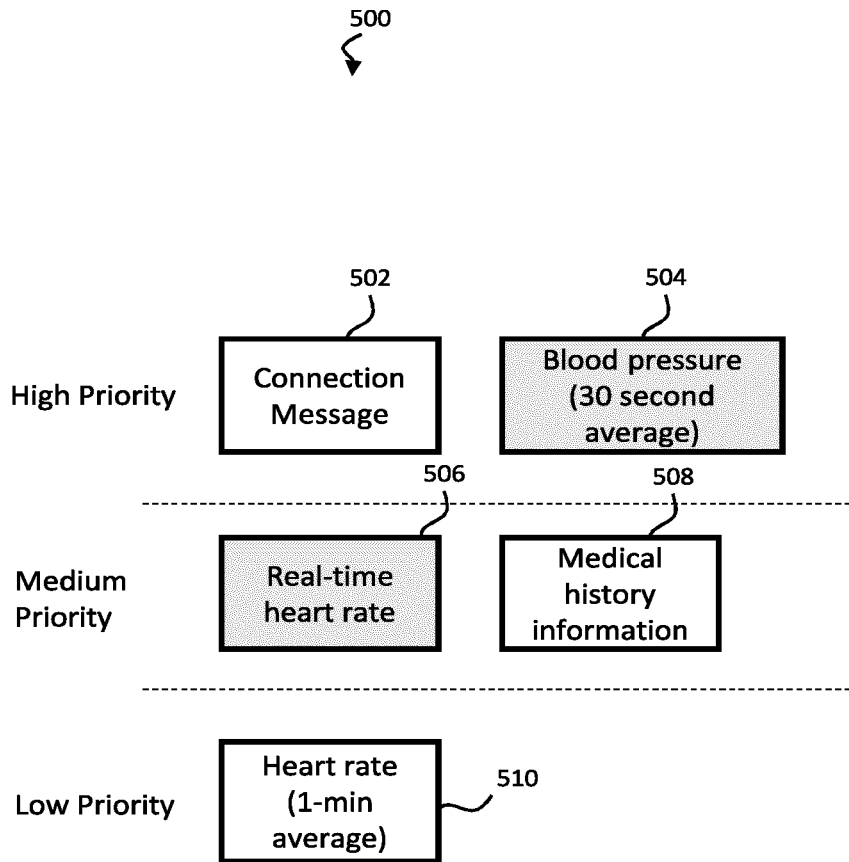 500
502
504
High Priority
Connection
Message
Blood pressure
(30 second
average)
506
508
Medium
Priority
Real-time
heart rate
Medical
history
information
Low Priority
Heart rate
(1-min
average)
510